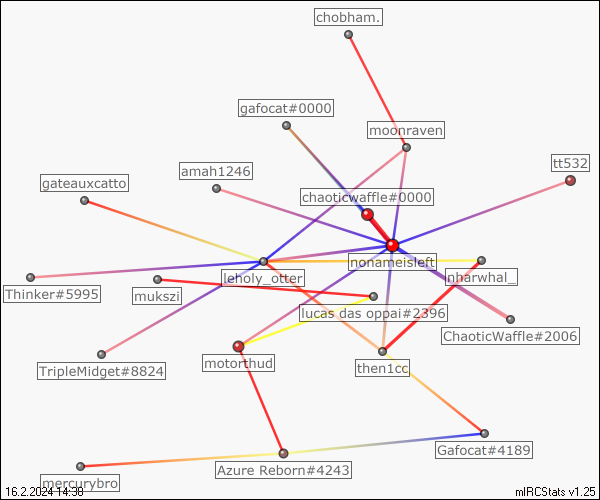 chobham.
gafocat#0000
moonraven
amah1246
tt532
gateauxcatto
chaoticwaffle#0000
nonameisleft
leholy_otter
nharwhal_
Thinker#5995
mukszi
lucas das oppai#2396
ChaoticWaffle#2006
motorthud
TripleMidget#8824
then1cc
Gafocat#4189
Azure Reborn#4243
mercurybro
16.2.2024 14:38
mIRCStats v1.25